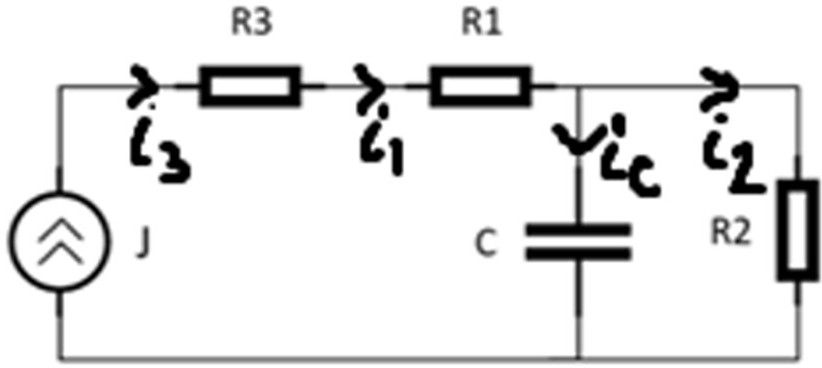 R3 R1
i3 i1 ic i2
J C R2